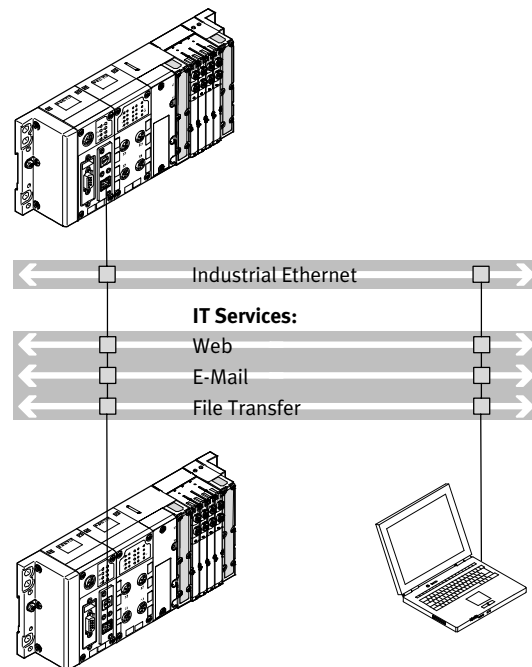 Industrial Ethernet
IT Services:
Web
E-Mail
File Transfer